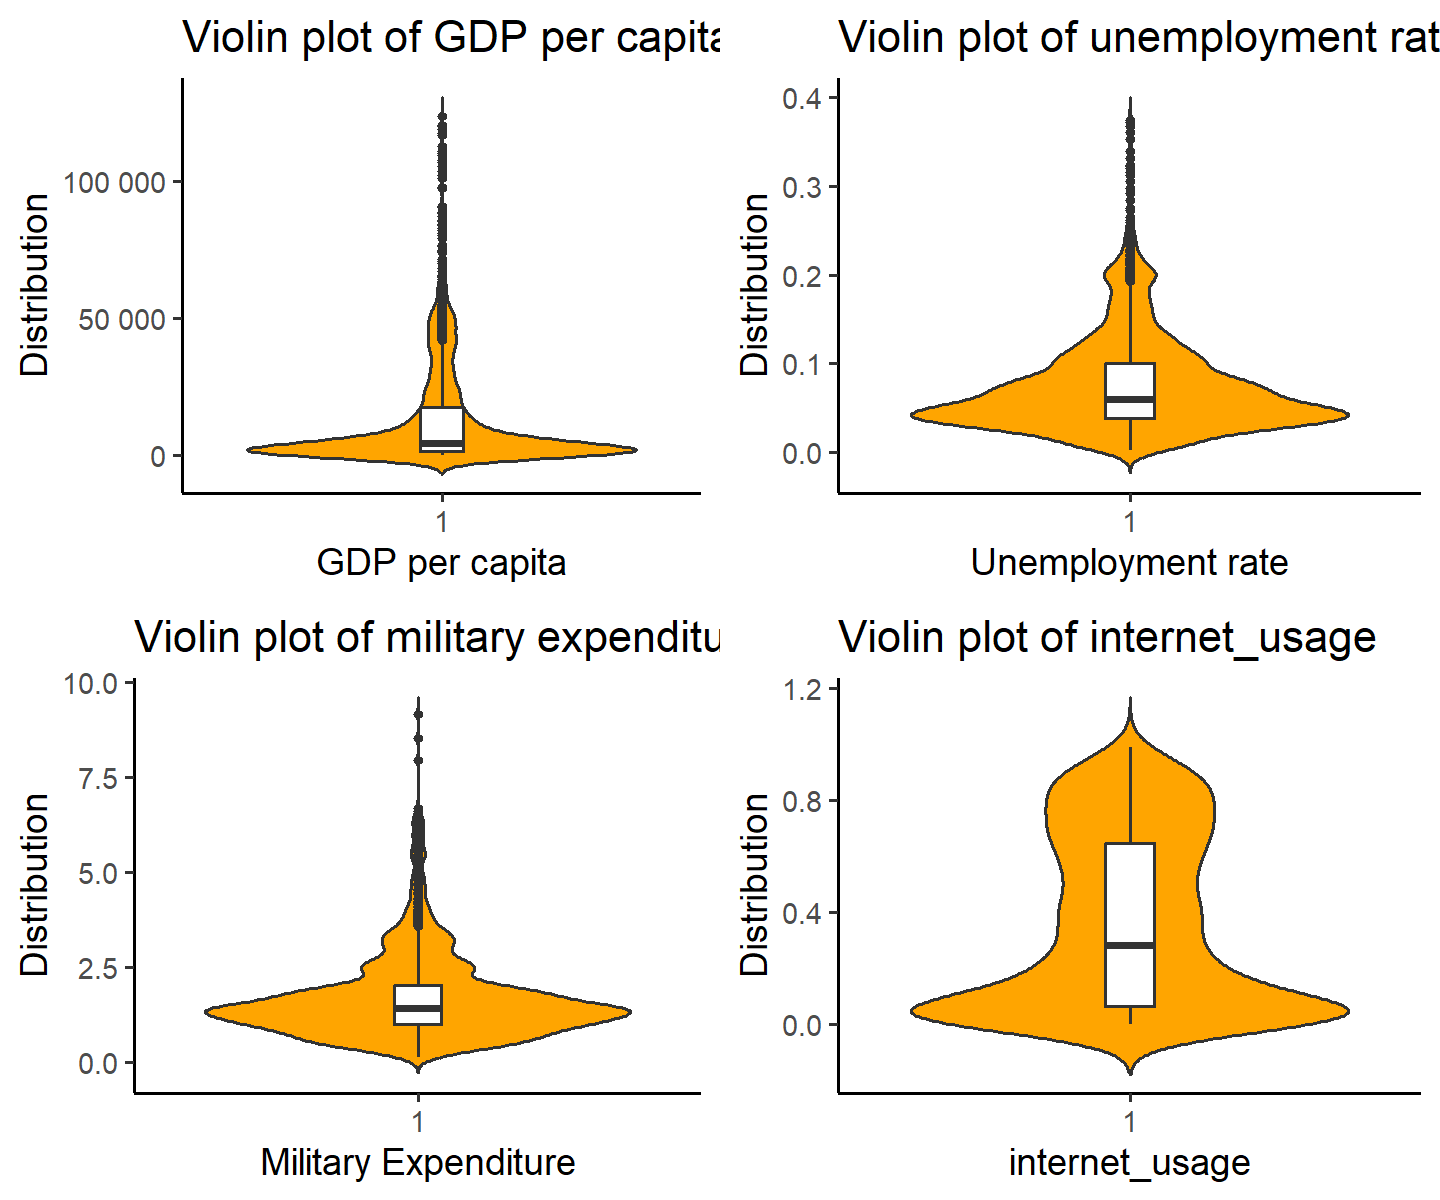 Violin plot of GDP per capita
Distribution
100 000
50 000
0
1
GDP per capita
Violin plot of unemployment rat
Distribution
0.4
0.3
0.2
0.1
0.0
1
Unemployment rate
Violin plot of military expenditu
Distribution
10.0
7.5
5.0
2.5
0.0
1
Military Expenditure
Violin plot of internet_usage
Distribution
1.2
0.8
0.4
0.0
1
internet_usage